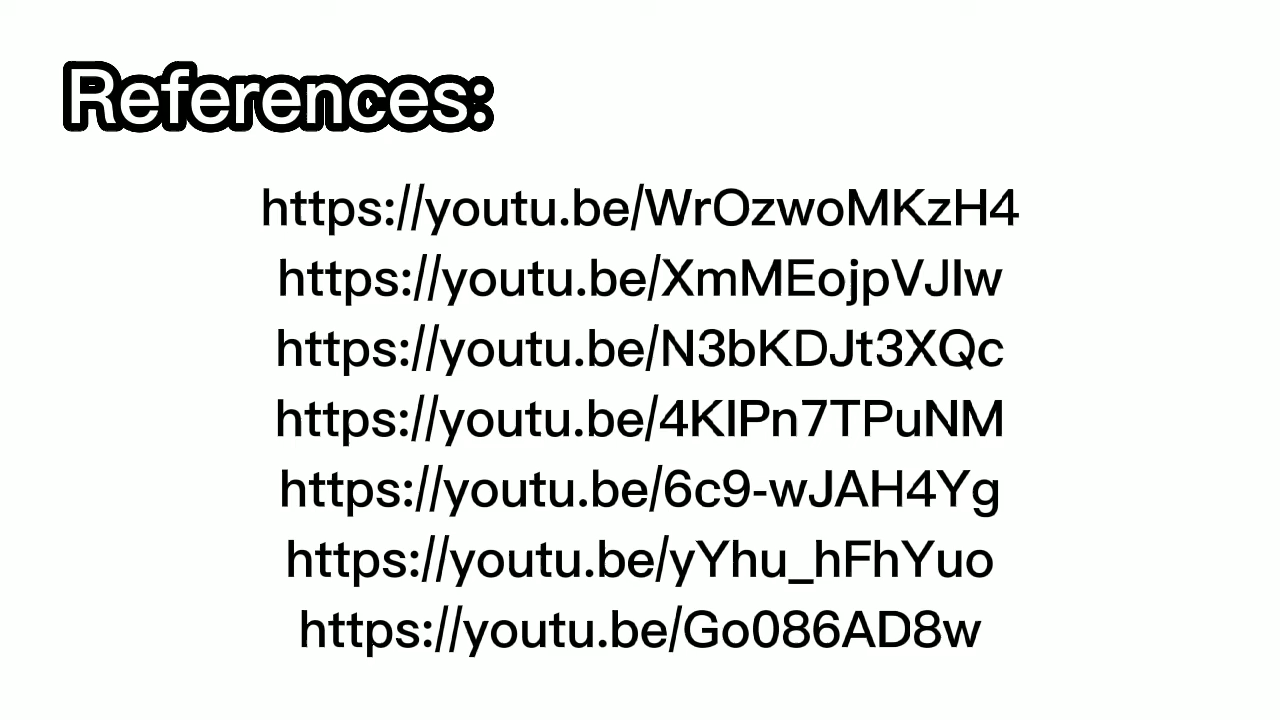 References:
https://youtu.be/WrOzwoMKzH4
https://youtu.be/XmMEojpVJIw
https://youtu.be/N3bKDJt3XQc
https://youtu.be/4KIPn7TPuNM
https://youtu.be/6c9-wJAH4Yg
https://youtu.be/yYhu_hFhYuo
https://youtu.be/Go086AD8w